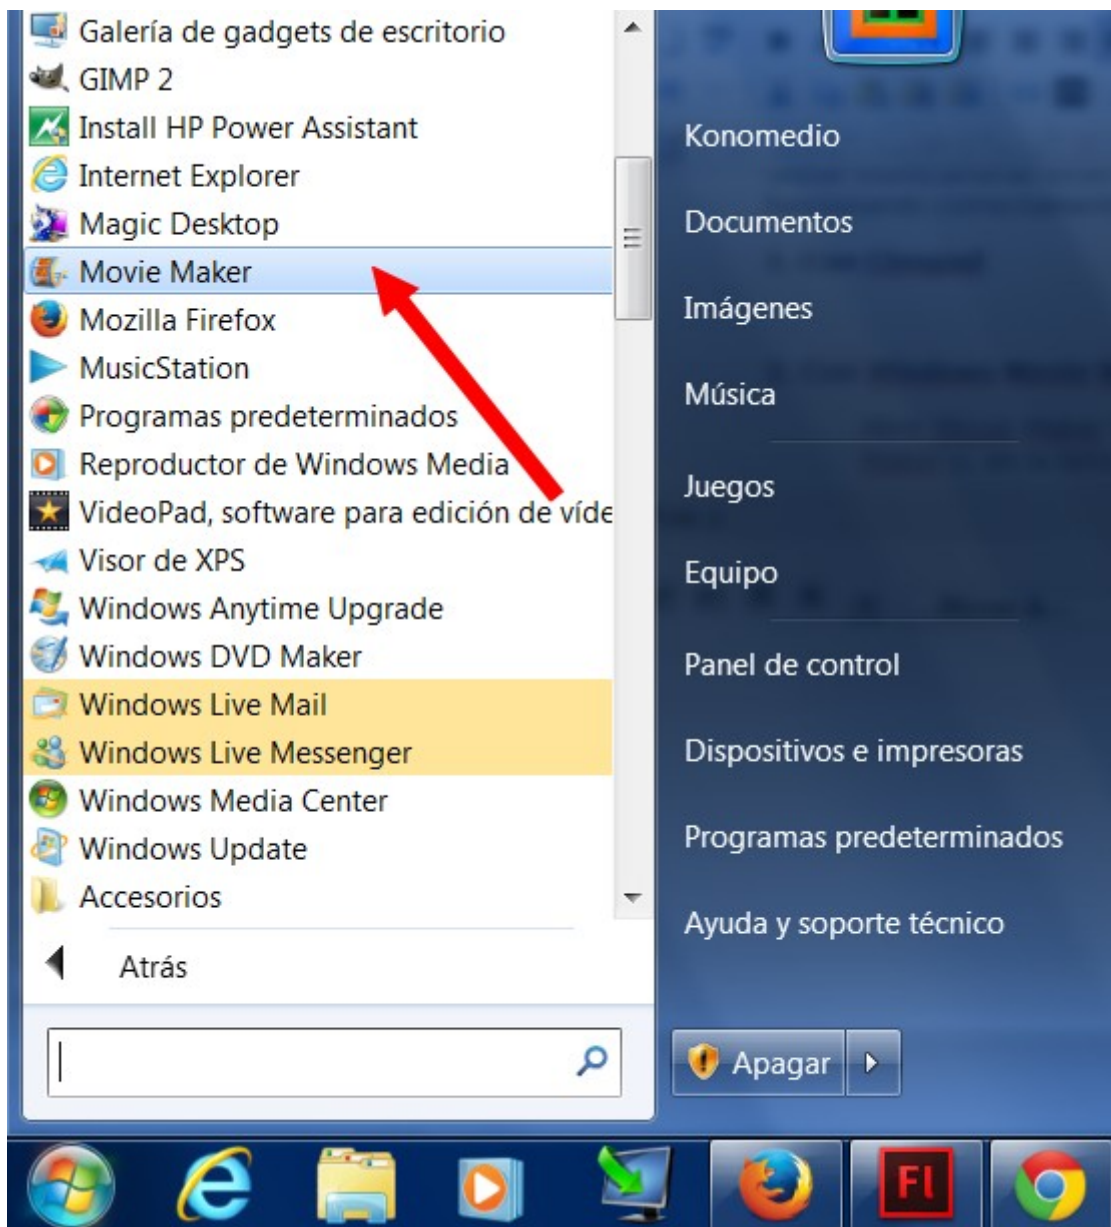 Galería de gadgets de escritorio
GIMP 2
Install HP Power Assistant
Internet Explorer
Magic Desktop
Movie Maker
Mozilla Firefox
MusicStation
Programas predeterminados
Reproductor de Windows Media
VideoPad, software para edición de víde
Visor de XPS
Windows Anytime Upgrade
Windows DVD Maker
Windows Live Mail
Windows Live Messenger
Windows Media Center
Windows Update
Accesorios
Atrás
Konomedio
Documentos
Imágenes
Música
Juegos
Equipo
Panel de control
Dispositivos e impresoras
Programas predeterminados
Ayuda y soporte técnico
Apagar
Fl